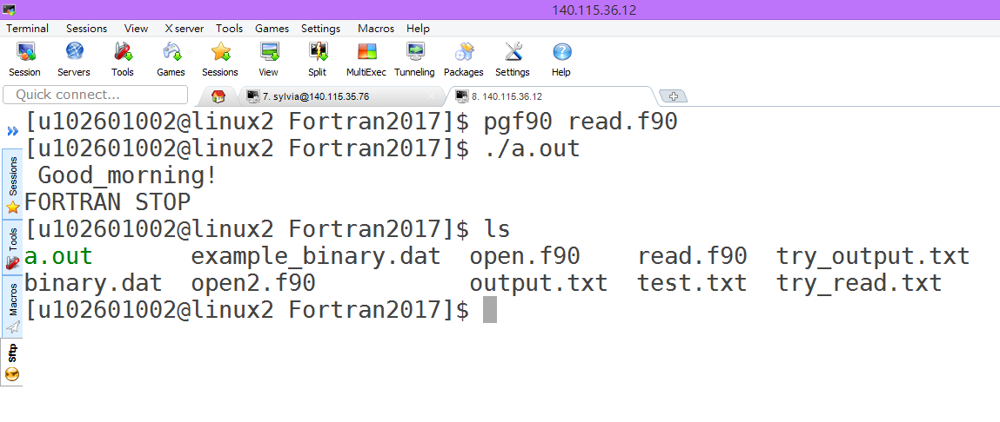 140.115.36.12
Terminal Sessions View X server Tools Games Settings Macros Help
Session Servers Tools Games Sessions View Split MultiExec Tunneling Packages Settings Help
Quick connect... 7. sylvia@140.115.35.76 8. 140.115.36.12
[u102601002@linux2 Fortran2017]$ pgf90 read.f90
[u102601002@linux2 Fortran2017]$ ./a.out
Good_morning!
FORTRAN STOP
[u102601002@linux2 Fortran2017]$ ls
a.out example_binary.dat open.f90 read.f90 try_output.txt
binary.dat open2.f90 output.txt test.txt try_read.txt
[u102601002@linux2 Fortran2017]$
Sessions
Tools
Macros
Sftp